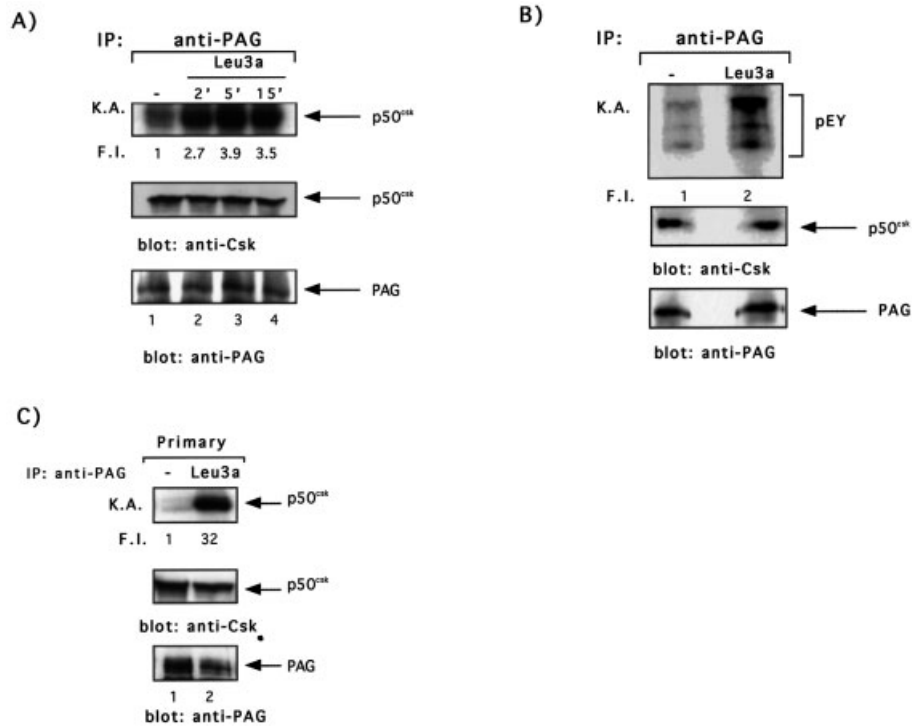 A)
IP: anti-PAG
Leu3a
- 2' 5' 15'
K.A. p50csk
F.I. 1 2.7 3.9 3.5
p50csk
blot: anti-Csk
PAG
1 2 3 4
blot: anti-PAG
B)
IP: anti-PAG
- Leu3a
K.A. pEY
F.I. 1 2
p50csk
blot: anti-Csk
PAG
blot: anti-PAG
C)
Primary
IP: anti-PAG - Leu3a
K.A. p50csk
F.I. 1 32
p50csk
blot: anti-Csk
PAG
1 2
blot: anti-PAG